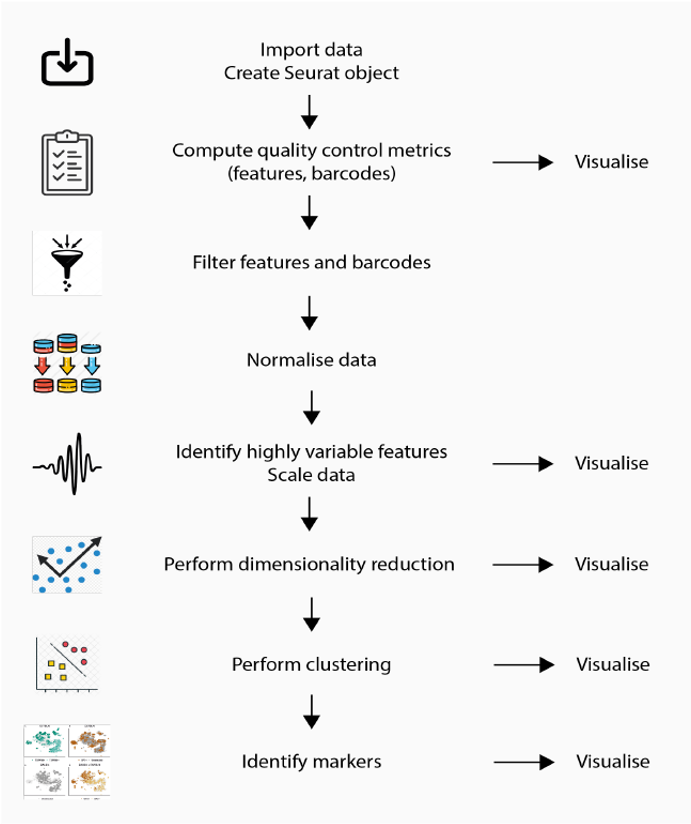 Import data
Create Seurat object
Compute quality control metrics
(features, barcodes)
Visualise
Filter features and barcodes
Normalise data
Identify highly variable features
Scale data
Visualise
Perform dimensionality reduction
Visualise
Perform clustering
Visualise
Identify markers
Visualise